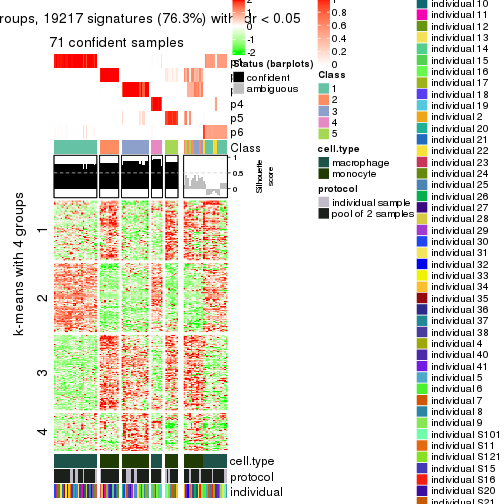 roups, 19217 signatures (76.3%) with fdr < 0.05
71 confident samples
k-means with 4 groups
1
2
3
4
p4
p5
p6
Class
1
0.5
0
Silhouette
score
cell.type
protocol
individual
2
1
0
-1
-2
Status (barplots)
confident
ambiguous
0.8
0.6
0.4
0.2
0
Class
1
2
3
4
5
cell.type
macrophage
monocyte
protocol
individual sample
pool of 2 samples
individual 10
individual 11
individual 12
individual 13
individual 14
individual 15
individual 16
individual 17
individual 18
individual 19
individual 2
individual 20
individual 21
individual 22
individual 23
individual 24
individual 25
individual 26
individual 27
individual 28
individual 29
individual 30
individual 31
individual 32
individual 33
individual 34
individual 35
individual 36
individual 37
individual 38
individual 4
individual 40
individual 41
individual 5
individual 6
individual 7
individual 8
individual 9
individual S101
individual S11
individual S121
individual S15
individual S16
individual S20
individual S21